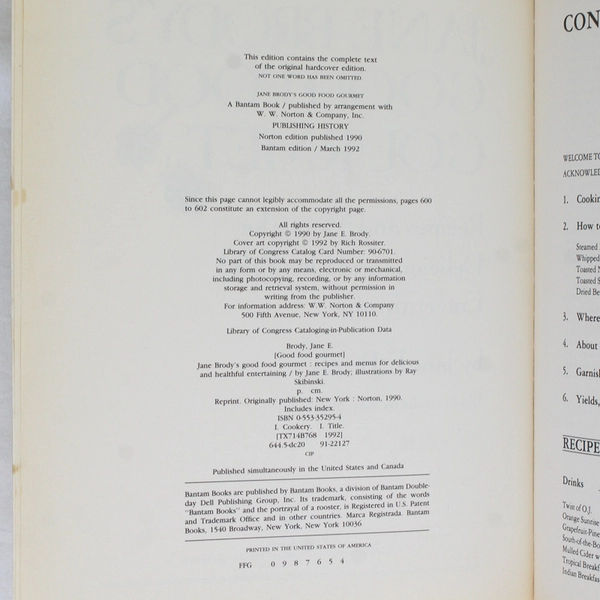 This edition contains the complete text
of the original hardcover edition.
NOT ONE WORD HAS BEEN OMITTED.
JANE BRODY'S GOOD FOOD GOURMET
A Bantam Book / published by arrangement with
W. W. Norton & Company, Inc.
PUBLISHING HISTORY
Norton edition published 1990
Bantam edition / March 1992
Since this page cannot legibly accommodate all the permissions, pages 600
to 602 constitute an extension of the copyright page.
All rights reserved.
Copyright © 1990 by Jane E. Brody.
Cover art copyright © 1992 by Rich Rossiter.
Library of Congress Catalog Card Number: 90-6701.
No part of this book may be reproduced or transmitted
in any form or by any means, electronic or mechanical,
including photocopying, recording, or by any information
storage and retrieval system, without permission in
writing from the publisher.
For information address: W.W. Norton & Company
500 Fifth Avenue, New York, NY 10110.
Library of Congress Cataloging-in-Publication Data
Brody, Jane E.
[Good food gourmet]
Jane Brody's good food gourmet : recipes and menus for delicious
and healthful entertaining / by Jane E. Brody; illustrations by Ray
Skibinski.
p. cm.
Reprint. Originally published: New York : Norton, 1990.
Includes index.
ISBN 0-553-35295-4
I. Cookery. I. Title.
[TX714B768 1992]
644.5-dc20 91-22127
CIP
Published simultaneously in the United States and Canada
Bantam Books are published by Bantam Books, a division of Bantam Double-
day Dell Publishing Group, Inc. Its trademark, consisting of the words
"Bantam Books" and the portrayal of a rooster, is Registered in U.S. Patent
and Trademark Office and in other countries. Marca Registrada. Bantam
Books, 1540 Broadway, New York, New York 10036
PRINTED IN THE UNITED STATES OF AMERICA
FFG 0 9 8 7 6 5 4
CON
WELCOME TO
ACKNOWLED
1. Cookin
2. How to
Steamed
Whipped
Toasted N
Toasted S
Dried Be
3. Where
4. About
5. Garnish
6. Yields,
RECIPE
Drinks
Twist of O.J.
Orange Sunrise
Grapefruit-Pine
South-of-the-Bo
Mulled Cider w
Tropical Breakf
Indian Breakfas